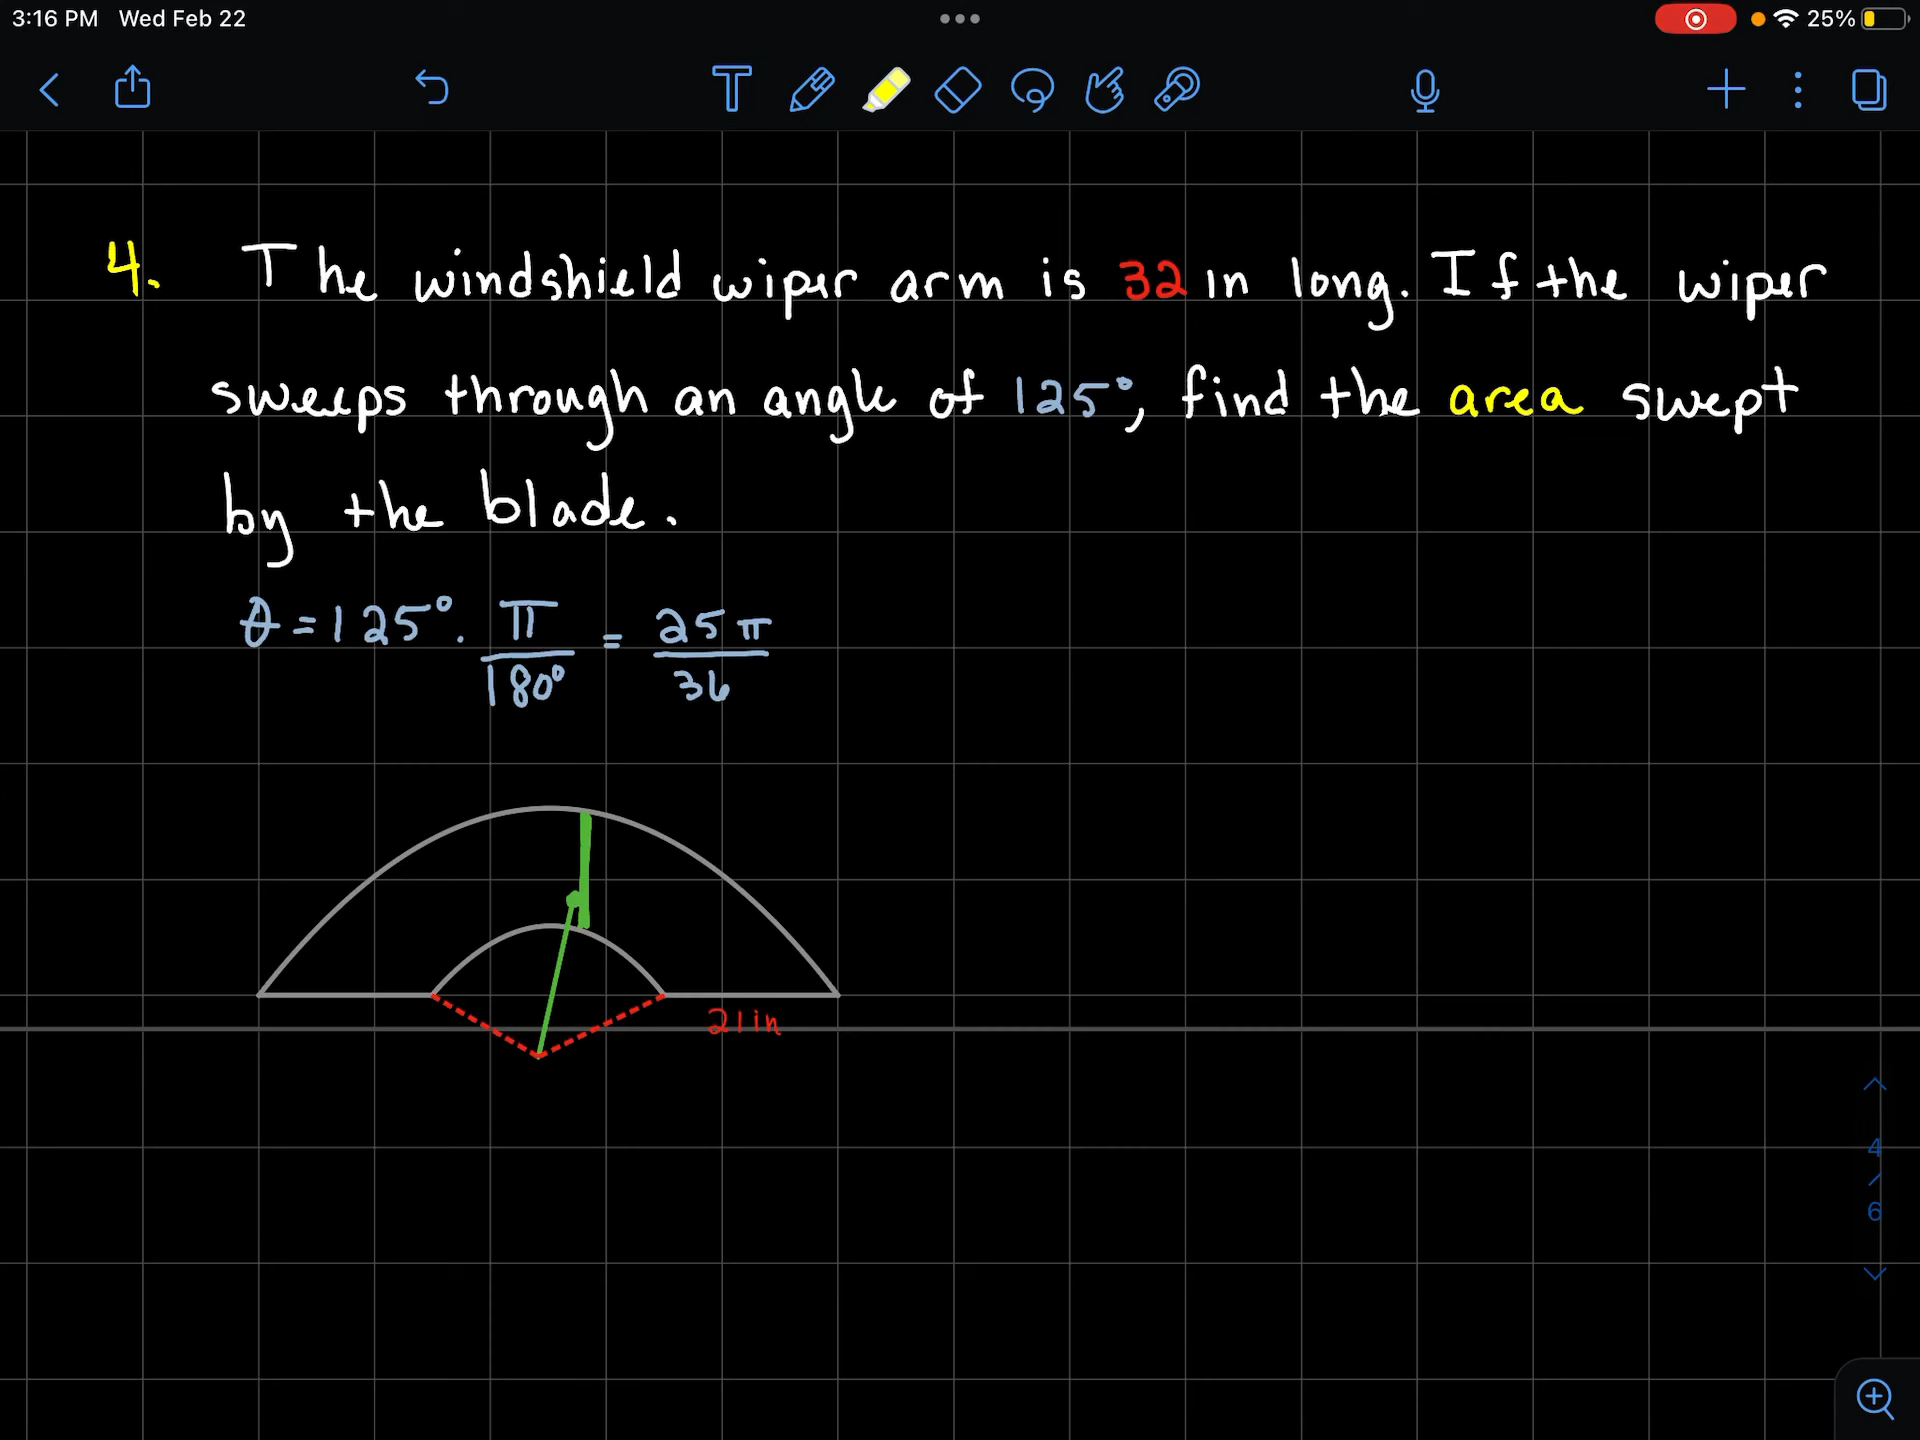 3:16 PM Wed Feb 22
25%
4. The windshield wiper arm is 32 in long. If the wiper
sweeps through an angle of 125°, find the area swept
by the blade.
θ = 125° · π/180° = 25π/36
21in
4
/
6